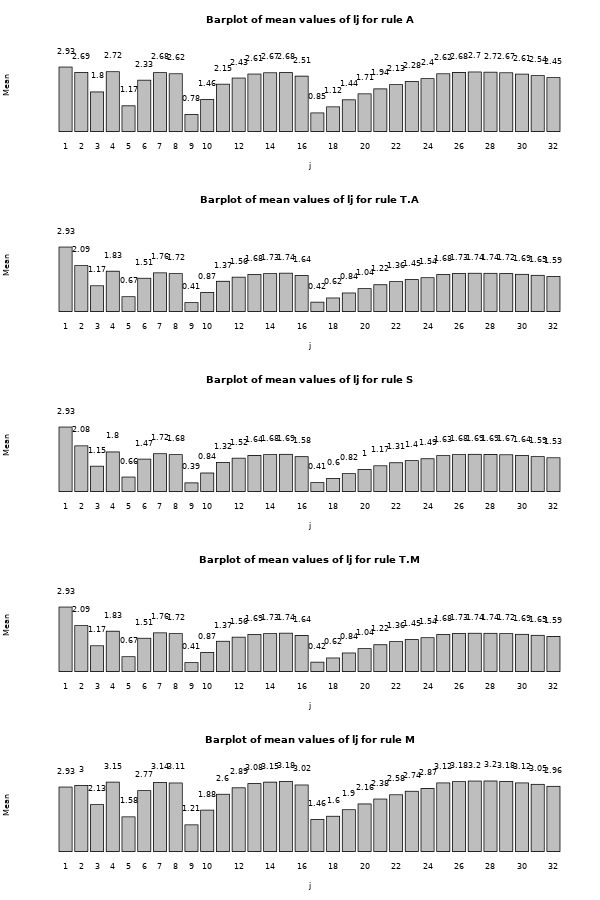 Barplot of mean values of lj for rule A
Mean
2.93 2.69 1.8 2.72 1.17 2.33 2.68 2.62 0.78 1.46 2.15 2.43 2.61 2.67 2.68 2.51 0.85 1.12 1.44 1.71 1.94 2.13 2.28 2.4 2.62 2.68 2.7 2.7 2.67 2.61 2.54 2.45
1 2 3 4 5 6 7 8 9 10 12 14 16 18 20 22 24 26 28 30 32
j
Barplot of mean values of lj for rule T.A
Mean
2.93 2.09 1.17 1.83 0.67 1.51 1.76 1.72 0.41 0.87 1.37 1.56 1.68 1.73 1.74 1.64 0.42 0.62 0.84 1.04 1.22 1.36 1.45 1.54 1.68 1.73 1.74 1.74 1.72 1.69 1.65 1.59
1 2 3 4 5 6 7 8 9 10 12 14 16 18 20 22 24 26 28 30 32
j
Barplot of mean values of lj for rule S
Mean
2.93 2.08 1.15 1.8 0.66 1.47 1.72 1.68 0.39 0.84 1.32 1.52 1.64 1.68 1.69 1.58 0.41 0.6 0.82 1 1.17 1.31 1.4 1.49 1.63 1.68 1.69 1.69 1.67 1.64 1.59 1.53
1 2 3 4 5 6 7 8 9 10 12 14 16 18 20 22 24 26 28 30 32
j
Barplot of mean values of lj for rule T.M
Mean
2.93 2.09 1.17 1.83 0.67 1.51 1.76 1.72 0.41 0.87 1.37 1.56 1.69 1.73 1.74 1.64 0.42 0.62 0.84 1.04 1.22 1.36 1.45 1.54 1.68 1.73 1.74 1.74 1.72 1.69 1.65 1.59
1 2 3 4 5 6 7 8 9 10 12 14 16 18 20 22 24 26 28 30 32
j
Barplot of mean values of lj for rule M
Mean
2.93 3 2.13 3.15 1.58 2.77 3.14 3.11 1.21 1.88 2.6 2.89 3.08 3.15 3.18 3.02 1.46 1.6 1.9 2.16 2.38 2.58 2.74 2.87 3.12 3.18 3.2 3.2 3.18 3.12 3.05 2.96
1 2 3 4 5 6 7 8 9 10 12 14 16 18 20 22 24 26 28 30 32
j